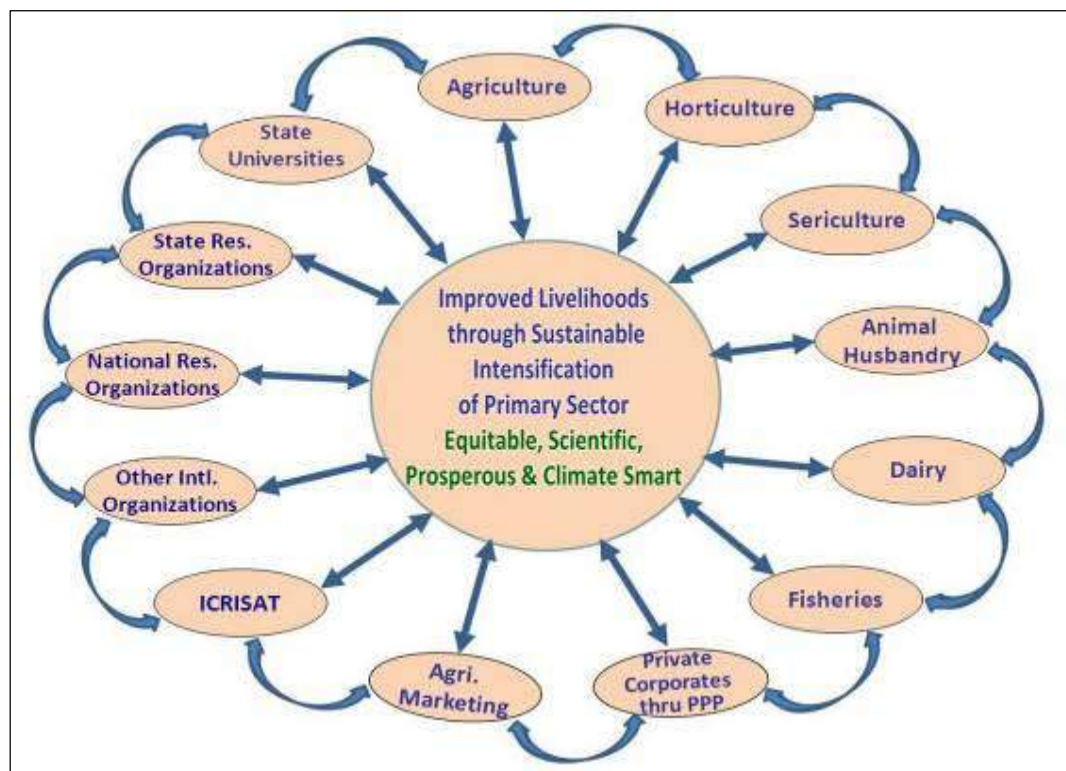 Agriculture
Horticulture
Sericulture
Animal
Husbandry
Dairy
Fisheries
Private
Corporates
thru PPP
Agri.
Marketing
ICRISAT
Other Intl.
Organizations
National Res.
Organizations
State Res.
Organizations
State
Universities
Improved Livelihoods
through Sustainable
Intensification
of Primary Sector
Equitable, Scientific,
Prosperous & Climate Smart